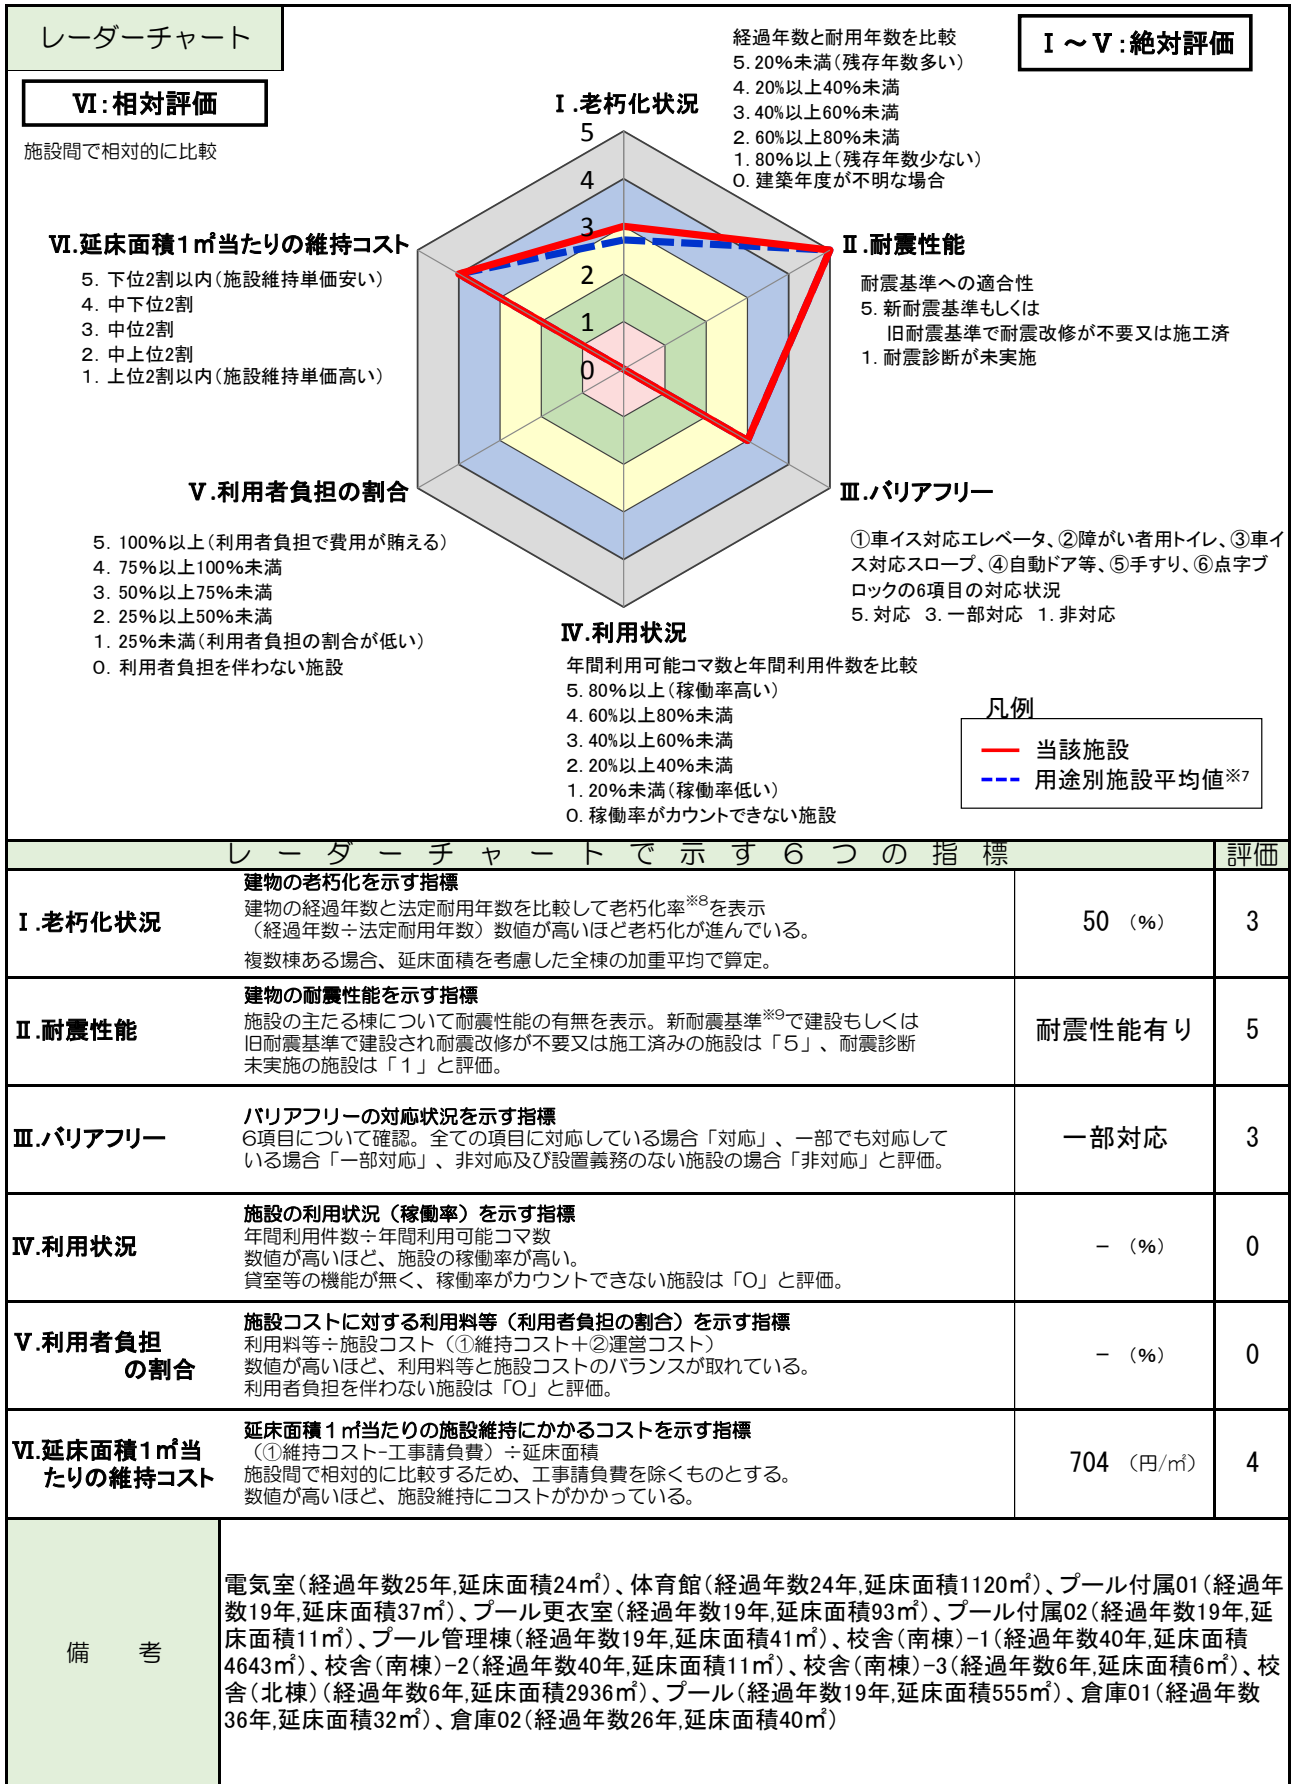 レーダーチャート
Ⅰ～Ⅴ:絶対評価
Ⅵ:相対評価
施設間で相対的に比較
Ⅰ.老朽化状況
経過年数と耐用年数を比較
5.20%未満(残存年数多い)
4.20%以上40%未満
3.40%以上60%未満
2.60%以上80%未満
1.80%以上(残存年数少ない)
0.建築年度が不明な場合
5
4
3
2
1
0
Ⅱ.耐震性能
耐震基準への適合性
5.新耐震基準もしくは
旧耐震基準で耐震改修が不要又は施工済
1.耐震診断が未実施
Ⅵ.延床面積1㎡当たりの維持コスト
5.下位2割以内(施設維持単価安い)
4.中下位2割
3.中位2割
2.中上位2割
1.上位2割以内(施設維持単価高い)
Ⅴ.利用者負担の割合
5.100%以上(利用者負担で費用が賄える)
4.75%以上100%未満
3.50%以上75%未満
2.25%以上50%未満
1.25%未満(利用者負担の割合が低い)
0.利用者負担を伴わない施設
Ⅲ.バリアフリー
①車イス対応エレベータ、②障がい者用トイレ、③車イ
ス対応スロープ、④自動ドア等、⑤手すり、⑥点字ブ
ロックの6項目の対応状況
5.対応 3.一部対応 1.非対応
Ⅳ.利用状況
年間利用可能コマ数と年間利用件数を比較
5.80%以上(稼働率高い)
4.60%以上80%未満
3.40%以上60%未満
2.20%以上40%未満
1.20%未満(稼働率低い)
0.稼働率がカウントできない施設
凡例
当該施設
用途別施設平均値※7
レーダーチャートで示す6つの指標 評価
Ⅰ.老朽化状況
建物の老朽化を示す指標
建物の経過年数と法定耐用年数を比較して老朽化率※8を表示
(経過年数÷法定耐用年数)数値が高いほど老朽化が進んでいる。
複数棟ある場合、延床面積を考慮した全棟の加重平均で算定。
50 (%) 3
Ⅱ.耐震性能
建物の耐震性能を示す指標
施設の主たる棟について耐震性能の有無を表示。新耐震基準※9で建設もしくは
旧耐震基準で建設され耐震改修が不要又は施工済みの施設は「5」、耐震診断
未実施の施設は「1」と評価。
耐震性能有り 5
Ⅲ.バリアフリー
バリアフリーの対応状況を示す指標
6項目について確認。全ての項目に対応している場合「対応」、一部でも対応して
いる場合「一部対応」、非対応及び設置義務のない施設の場合「非対応」と評価。
一部対応 3
Ⅳ.利用状況
施設の利用状況(稼働率)を示す指標
年間利用件数÷年間利用可能コマ数
数値が高いほど、施設の稼働率が高い。
貸室等の機能が無く、稼働率がカウントできない施設は「0」と評価。
- (%) 0
Ⅴ.利用者負担
の割合
施設コストに対する利用料等(利用者負担の割合)を示す指標
利用料等÷施設コスト(①維持コスト+②運営コスト)
数値が高いほど、利用料等と施設コストのバランスが取れている。
利用者負担を伴わない施設は「0」と評価。
- (%) 0
Ⅵ.延床面積1㎡当
たりの維持コスト
延床面積1㎡当たりの施設維持にかかるコストを示す指標
(①維持コスト-工事請負費)÷延床面積
施設間で相対的に比較するため、工事請負費を除くものとする。
数値が高いほど、施設維持にコストがかかっている。
704 (円/㎡) 4
備 考
電気室(経過年数25年,延床面積24㎡)、体育館(経過年数24年,延床面積1120㎡)、プール付属01(経過年
数19年,延床面積37㎡)、プール更衣室(経過年数19年,延床面積93㎡)、プール付属02(経過年数19年,延
床面積11㎡)、プール管理棟(経過年数19年,延床面積41㎡)、校舎(南棟)-1(経過年数40年,延床面積
4643㎡)、校舎(南棟)-2(経過年数40年,延床面積11㎡)、校舎(南棟)-3(経過年数6年,延床面積6㎡)、校
舎(北棟)(経過年数6年,延床面積2936㎡)、プール(経過年数19年,延床面積555㎡)、倉庫01(経過年数
36年,延床面積32㎡)、倉庫02(経過年数26年,延床面積40㎡)